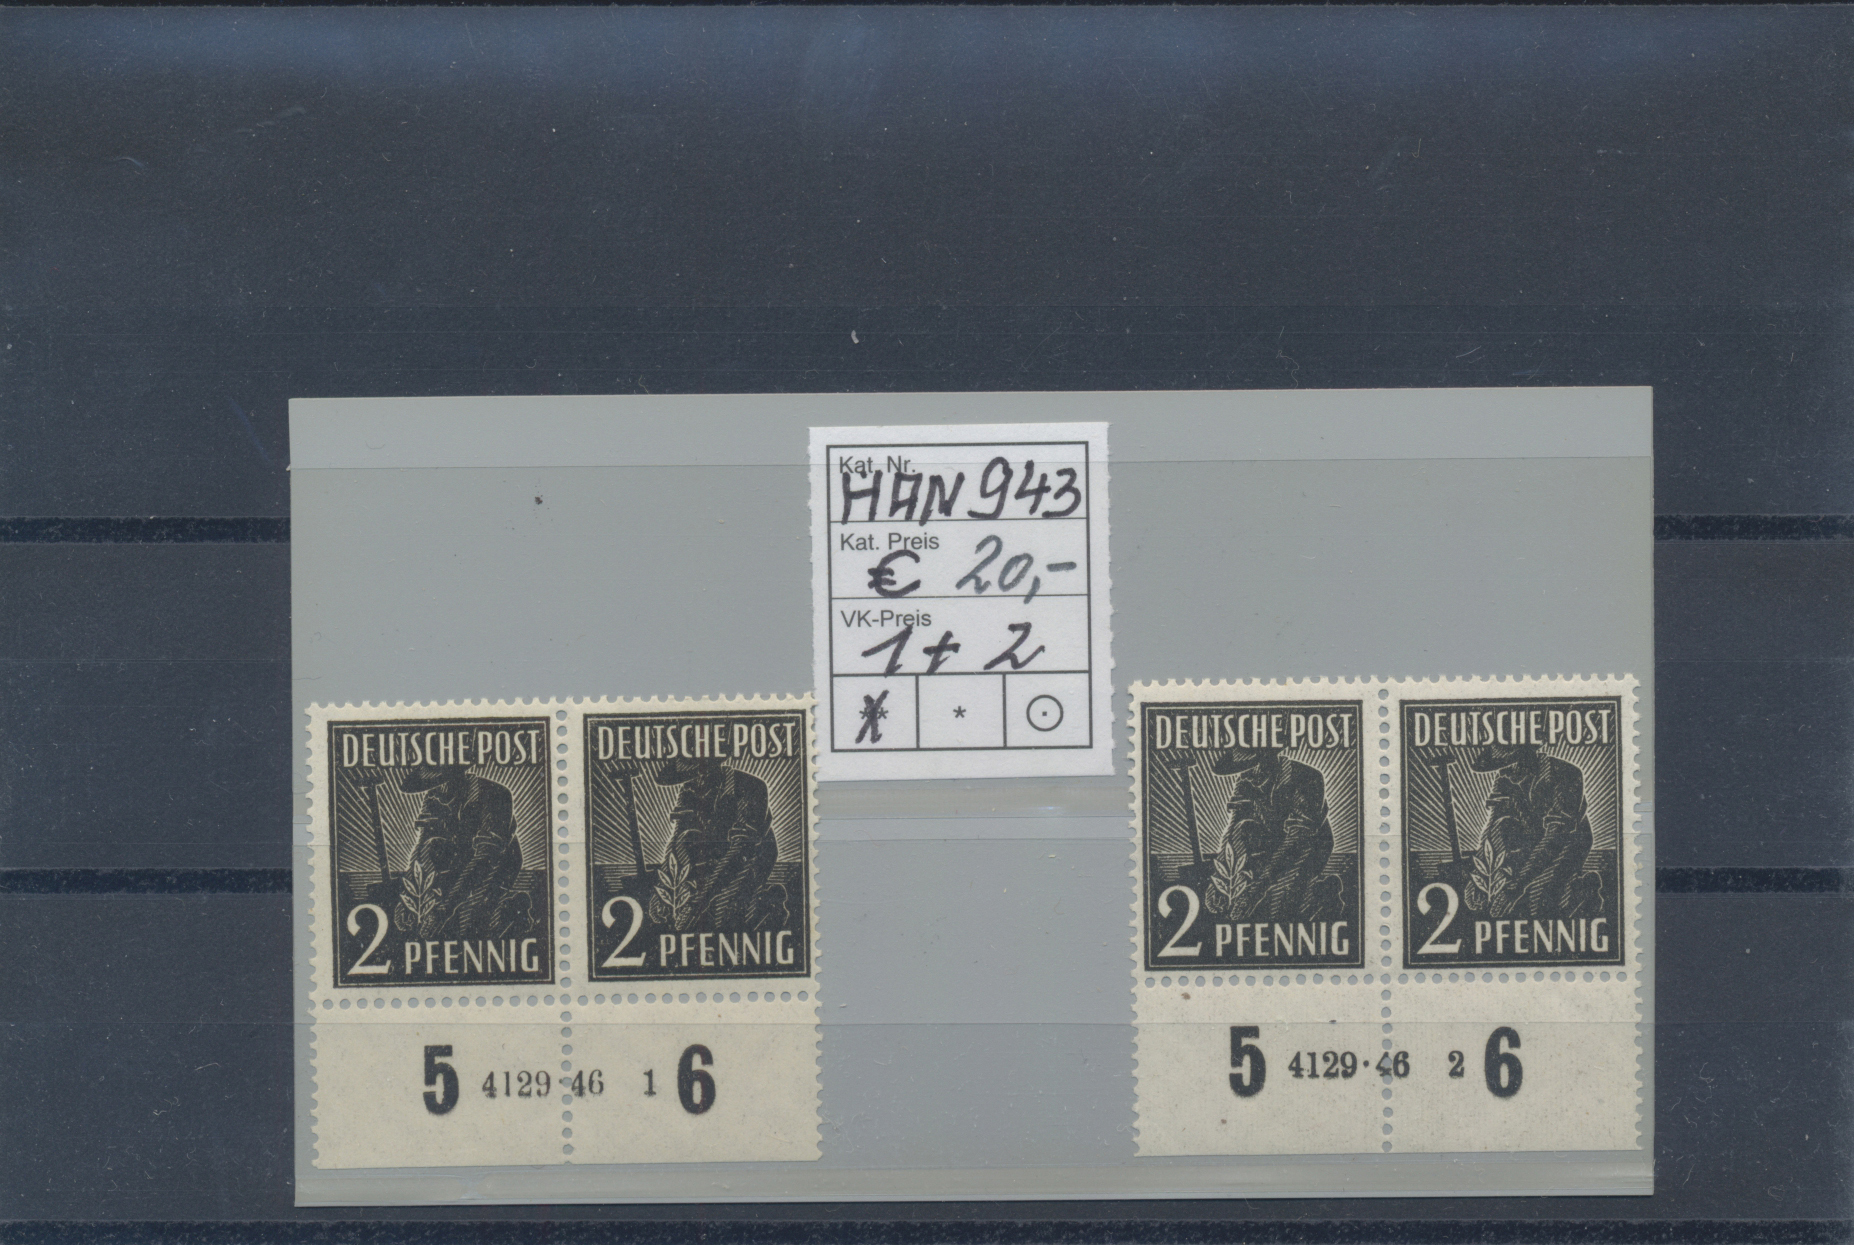 Kat. Nr.
HAN 943
Kat. Preis
€ 20,-
VK-Preis
1 + 2
** * ⊙
DEUTSCHE POST
2 PFENNIG
DEUTSCHE POST
2 PFENNIG
5 4129·46 1 6
DEUTSCHE POST
2 PFENNIG
DEUTSCHE POST
2 PFENNIG
5 4129·46 2 6